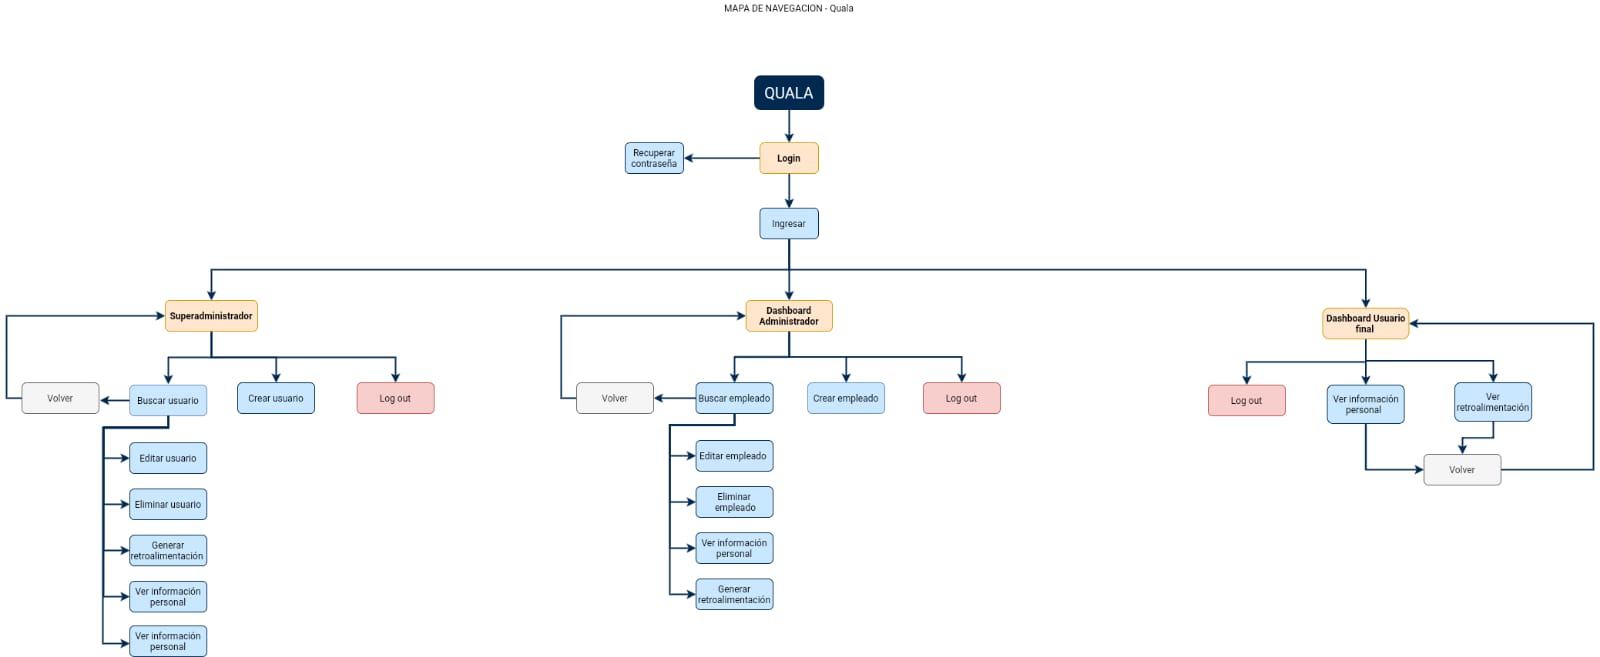 MAPA DE NAVEGACION - Quala
QUALA
Recuperar
contraseña
Login
Ingresar
Superadministrador
Dashboard
Administrador
Dashboard Usuario
final
Volver
Buscar usuario
Crear usuario
Log out
Volver
Buscar empleado
Crear empleado
Log out
Log out
Ver información
personal
Ver
retroalimentación
Volver
Editar usuario
Eliminar usuario
Generar
retroalimentación
Ver información
personal
Ver información
personal
Editar empleado
Eliminar
empleado
Ver información
personal
Generar
retroalimentación